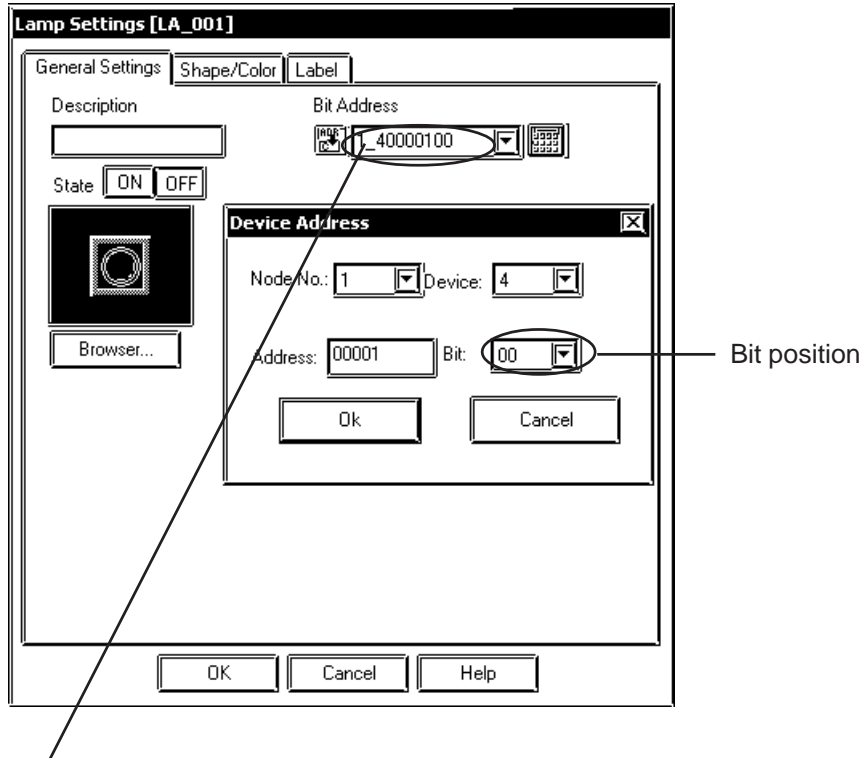 Lamp Settings [LA_001]
General Settings Shape/Color Label
Description Bit Address
1_40000100
State ON OFF
Device Address
Node No.: 1 Device: 4
Browser...
Address: 00001 Bit: 00
Bit position
Ok Cancel
OK Cancel Help